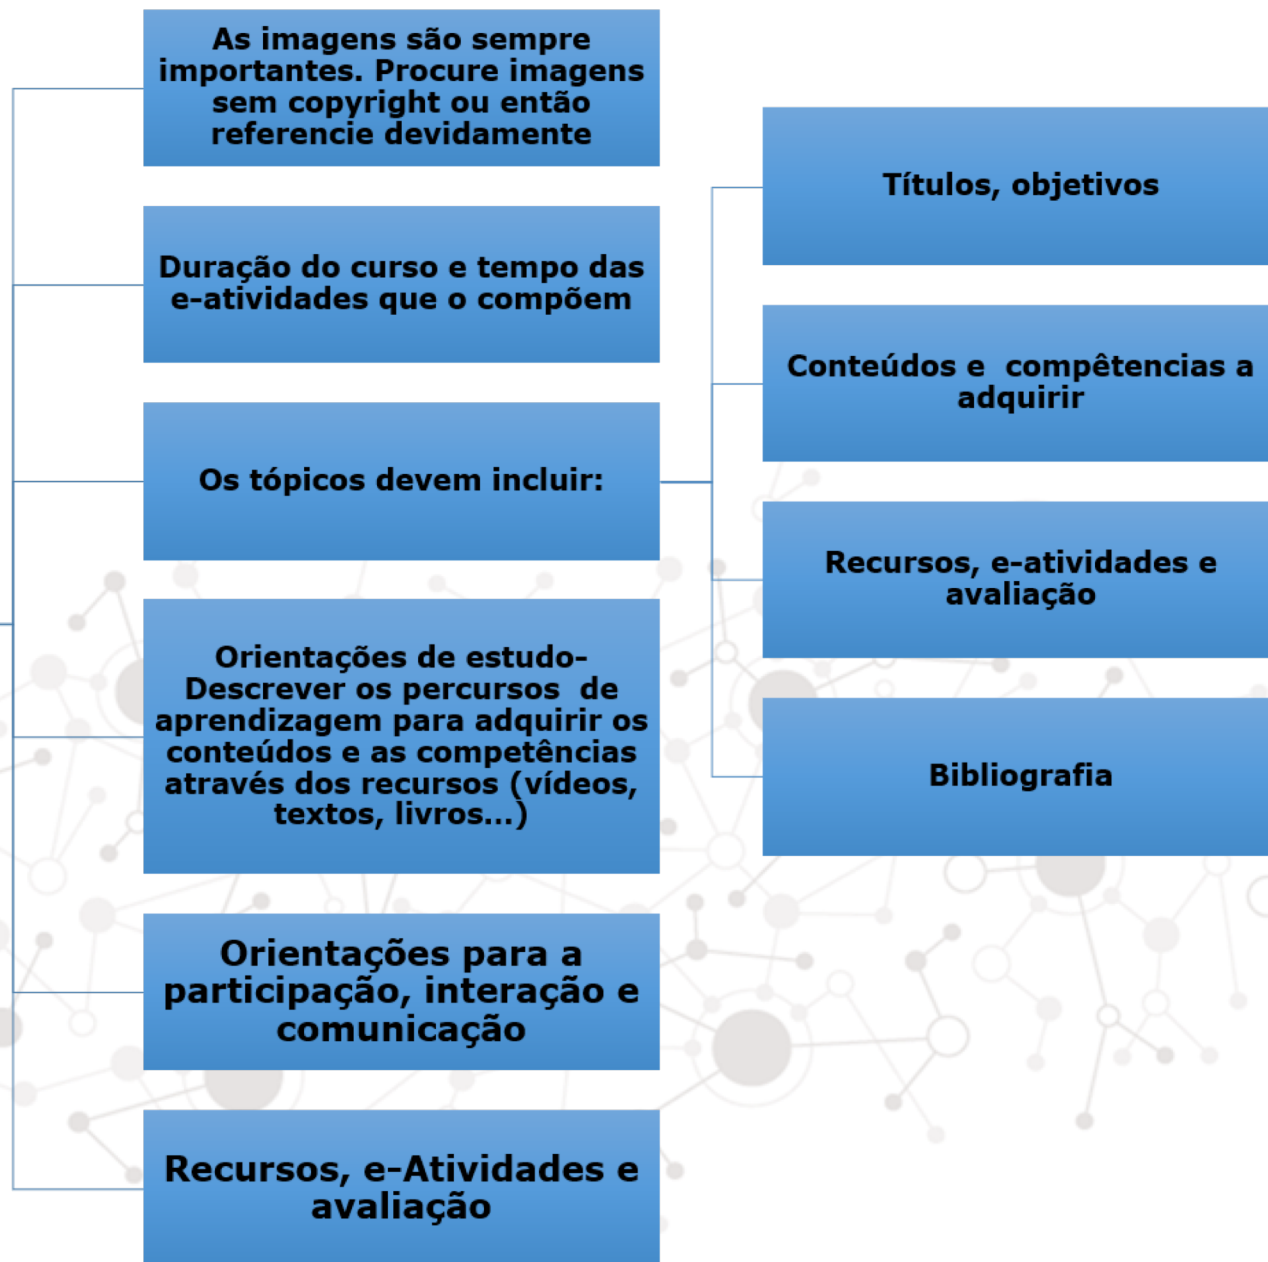 As imagens são sempre
importantes. Procure imagens
sem copyright ou então
referencie devidamente
Duração do curso e tempo das
e-atividades que o compõem
Os tópicos devem incluir:
Títulos, objetivos
Conteúdos e  compêtencias a
adquirir
Recursos, e-atividades e
avaliação
Bibliografia
Orientações de estudo-
Descrever os percursos  de
aprendizagem para adquirir os
conteúdos e as competências
através dos recursos (vídeos,
textos, livros...)
Orientações para a
participação, interação e
comunicação
Recursos, e-Atividades e
avaliação